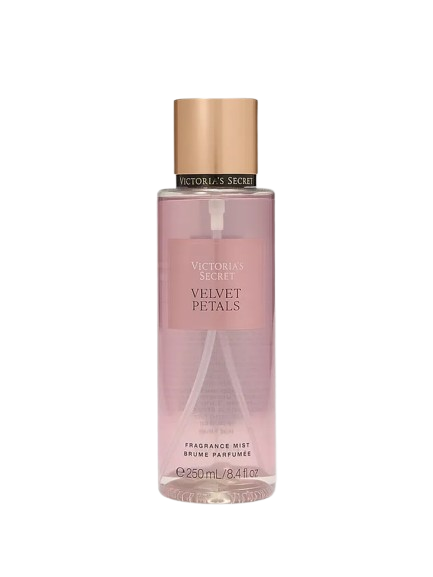 VICTORIA'S SECRET
VICTORIA'S
SECRET
VELVET
PETALS
FRAGRANCE MIST
BRUME PARFUMÉE
℮250 mL/8.4 fl oz